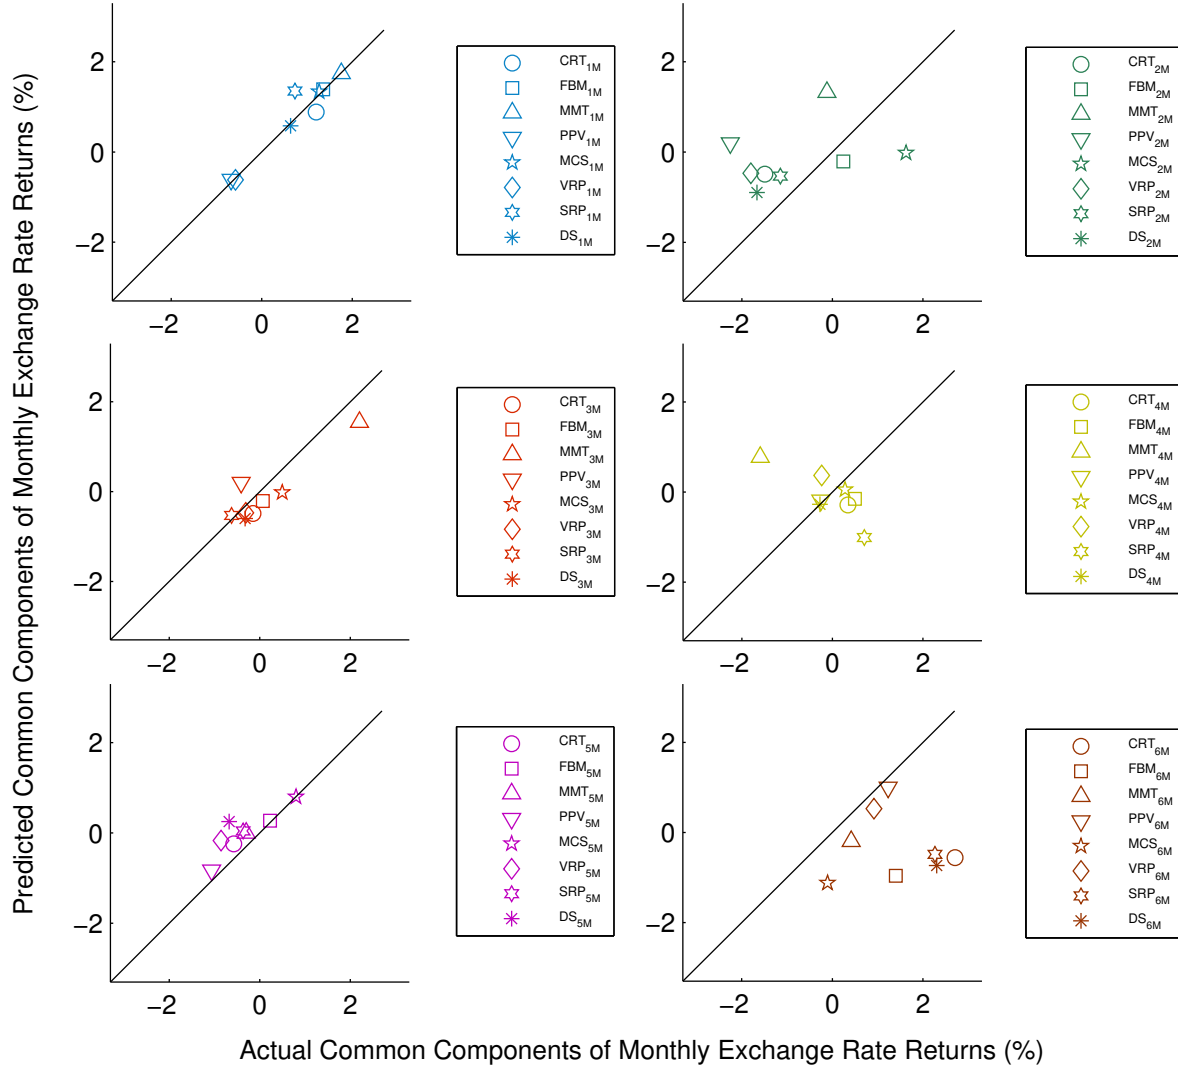 Predicted Common Components of Monthly Exchange Rate Returns (%)
2
0
−2
−2 0 2
CRT1M
FBM1M
MMT1M
PPV1M
MCS1M
VRP1M
SRP1M
DS1M
2
0
−2
−2 0 2
CRT2M
FBM2M
MMT2M
PPV2M
MCS2M
VRP2M
SRP2M
DS2M
2
0
−2
−2 0 2
CRT3M
FBM3M
MMT3M
PPV3M
MCS3M
VRP3M
SRP3M
DS3M
2
0
−2
−2 0 2
CRT4M
FBM4M
MMT4M
PPV4M
MCS4M
VRP4M
SRP4M
DS4M
2
0
−2
−2 0 2
CRT5M
FBM5M
MMT5M
PPV5M
MCS5M
VRP5M
SRP5M
DS5M
2
0
−2
−2 0 2
CRT6M
FBM6M
MMT6M
PPV6M
MCS6M
VRP6M
SRP6M
DS6M
Actual Common Components of Monthly Exchange Rate Returns (%)